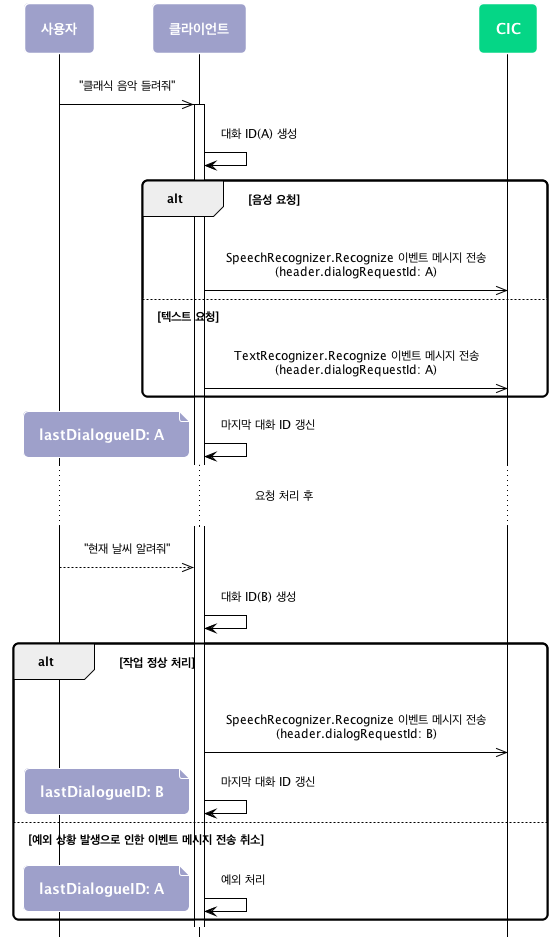 사용자
클라이언트
CIC
"클래식 음악 들려줘"
대화 ID(A) 생성
alt
[음성 요청]
SpeechRecognizer.Recognize 이벤트 메시지 전송
(header.dialogRequestId: A)
[텍스트 요청]
TextRecognizer.Recognize 이벤트 메시지 전송
(header.dialogRequestId: A)
마지막 대화 ID 갱신
lastDialogueID: A
요청 처리 후
"현재 날씨 알려줘"
대화 ID(B) 생성
alt
[작업 정상 처리]
SpeechRecognizer.Recognize 이벤트 메시지 전송
(header.dialogRequestId: B)
마지막 대화 ID 갱신
lastDialogueID: B
[예외 상황 발생으로 인한 이벤트 메시지 전송 취소]
예외 처리
lastDialogueID: A